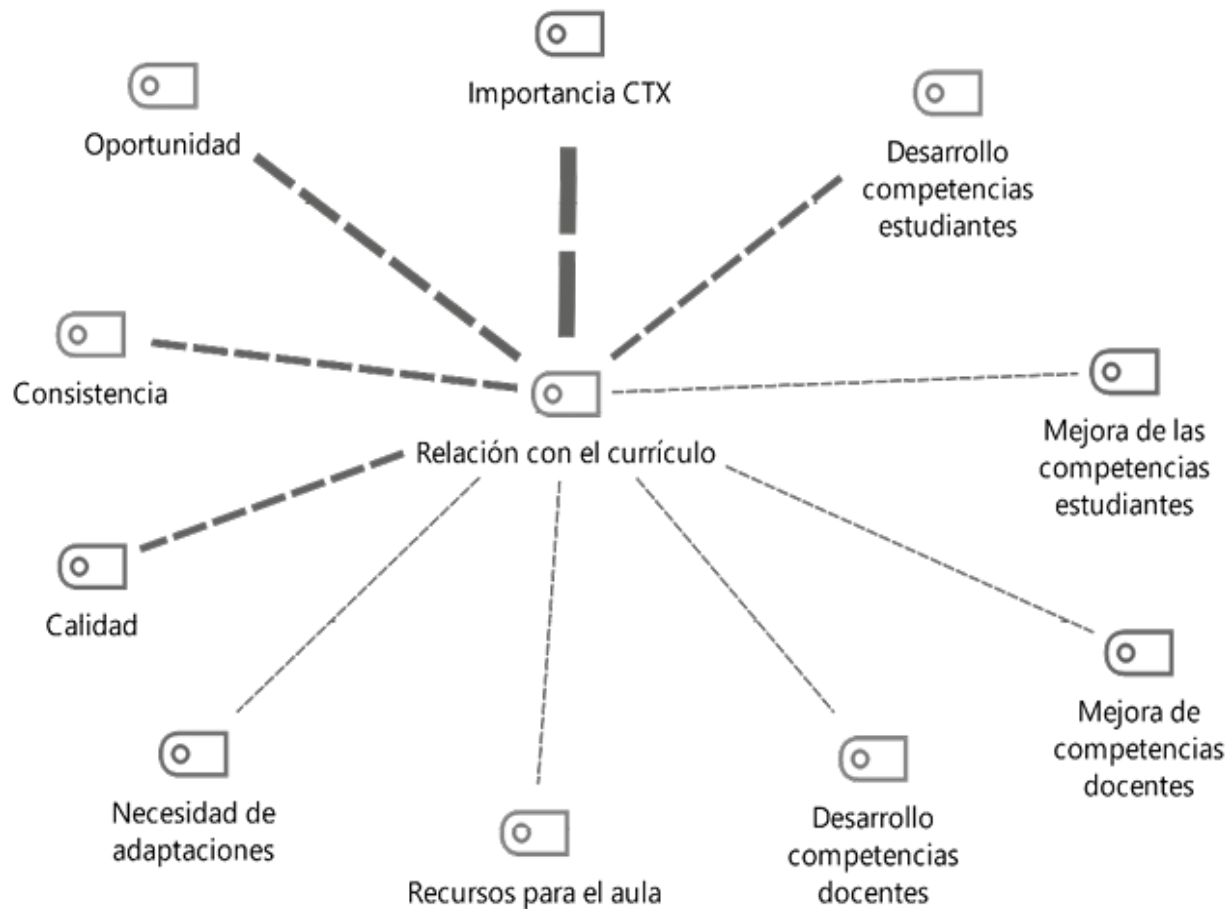 Importancia CTX
Oportunidad
Desarrollo
competencias
estudiantes
Consistencia
Relación con el currículo
Mejora de las
competencias
estudiantes
Calidad
Mejora de
competencias
docentes
Necesidad de
adaptaciones
Desarrollo
competencias
docentes
Recursos para el aula